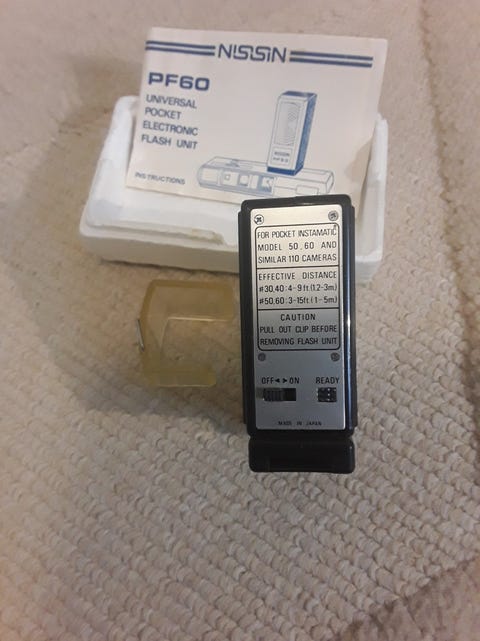 NISSIN
PF60
UNIVERSAL
POCKET
ELECTRONIC
FLASH UNIT
NISSIN
PF60
INSTRUCTIONS
FOR POCKET INSTAMATIC
MODEL 50,60 AND
SIMILAR 110 CAMERAS
EFFECTIVE DISTANCE
#30,40:4-9ft.(1.2-3m.)
#50,60:3-15ft.(1-5m.)
CAUTION
PULL OUT CLIP BEFORE
REMOVING FLASH UNIT
OFF◄►ON READY
MADE IN JAPAN